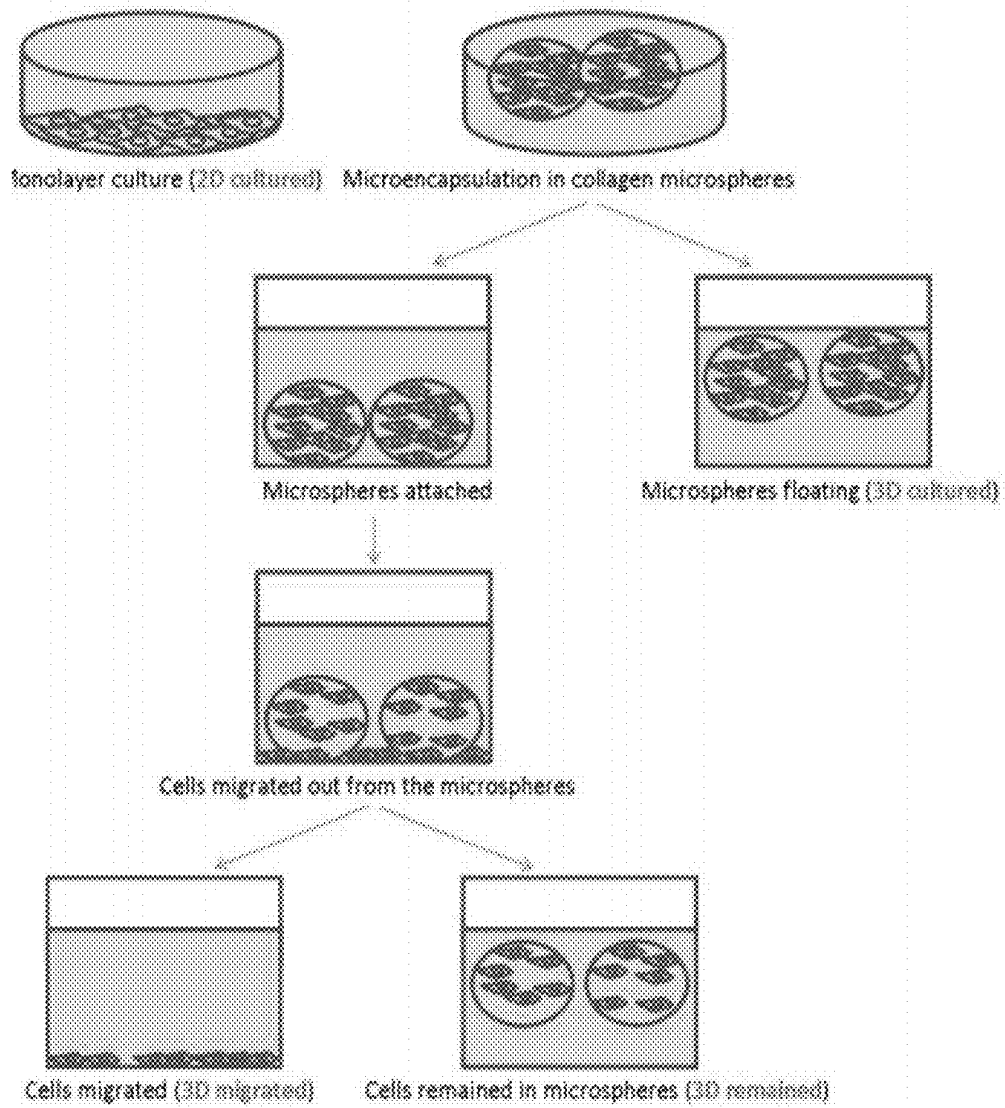 lonolayer culture (2D cultured)
Microencapsulation in collagen microspheres
Microspheres attached
Microspheres floating (3D cultured)
Cells migrated out from the microspheres
Cells migrated (3D migrated)
Cells remained in microspheres (3D remained)